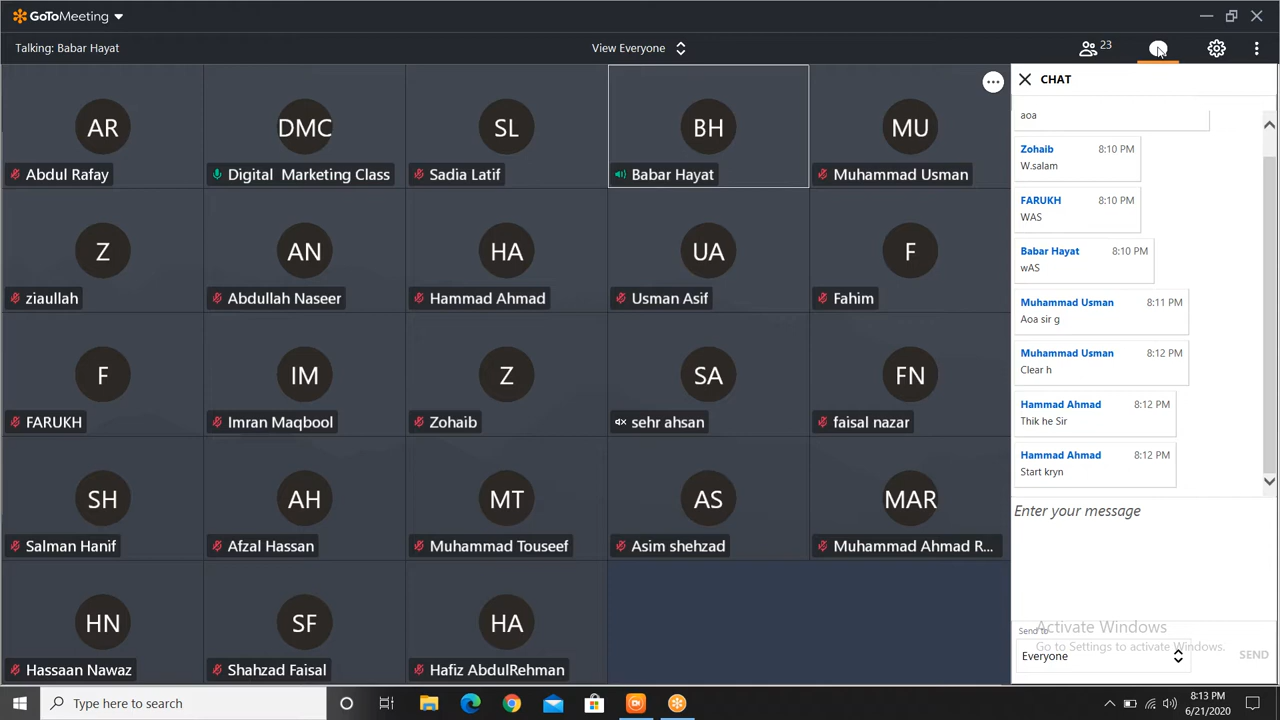 GoToMeeting
Talking: Babar Hayat
View Everyone
23
AR
Abdul Rafay
DMC
Digital Marketing Class
SL
Sadia Latif
BH
Babar Hayat
MU
Muhammad Usman
Z
ziaullah
AN
Abdullah Naseer
HA
Hammad Ahmad
UA
Usman Asif
F
Fahim
F
FARUKH
IM
Imran Maqbool
Z
Zohaib
SA
sehr ahsan
FN
faisal nazar
SH
Salman Hanif
AH
Afzal Hassan
MT
Muhammad Touseef
AS
Asim shehzad
MAR
Muhammad Ahmad R...
HN
Hassaan Nawaz
SF
Shahzad Faisal
HA
Hafiz AbdulRehman
CHAT
aoa
Zohaib 8:10 PM
W.salam
FARUKH 8:10 PM
WAS
Babar Hayat 8:10 PM
wAS
Muhammad Usman 8:11 PM
Aoa sir g
Muhammad Usman 8:12 PM
Clear h
Hammad Ahmad 8:12 PM
Thik he Sir
Hammad Ahmad 8:12 PM
Start kryn
Enter your message
Activate Windows
Send to
Go to Settings to activate Windows.
Everyone
SEND
Type here to search
8:13 PM
6/21/2020